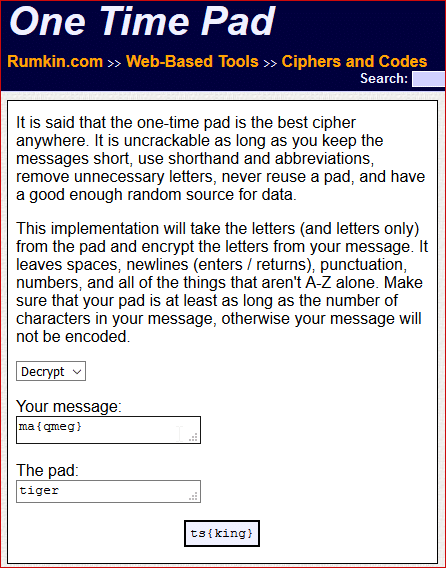 One Time Pad
Rumkin.com >> Web-Based Tools >> Ciphers and Codes
Search:
It is said that the one-time pad is the best cipher
anywhere. It is uncrackable as long as you keep the
messages short, use shorthand and abbreviations,
remove unnecessary letters, never reuse a pad, and have
a good enough random source for data.
This implementation will take the letters (and letters only)
from the pad and encrypt the letters from your message. It
leaves spaces, newlines (enters / returns), punctuation,
numbers, and all of the things that aren't A-Z alone. Make
sure that your pad is at least as long as the number of
characters in your message, otherwise your message will
not be encoded.
Decrypt
Your message:
ma{qmeg}
The pad:
tiger
ts{king}